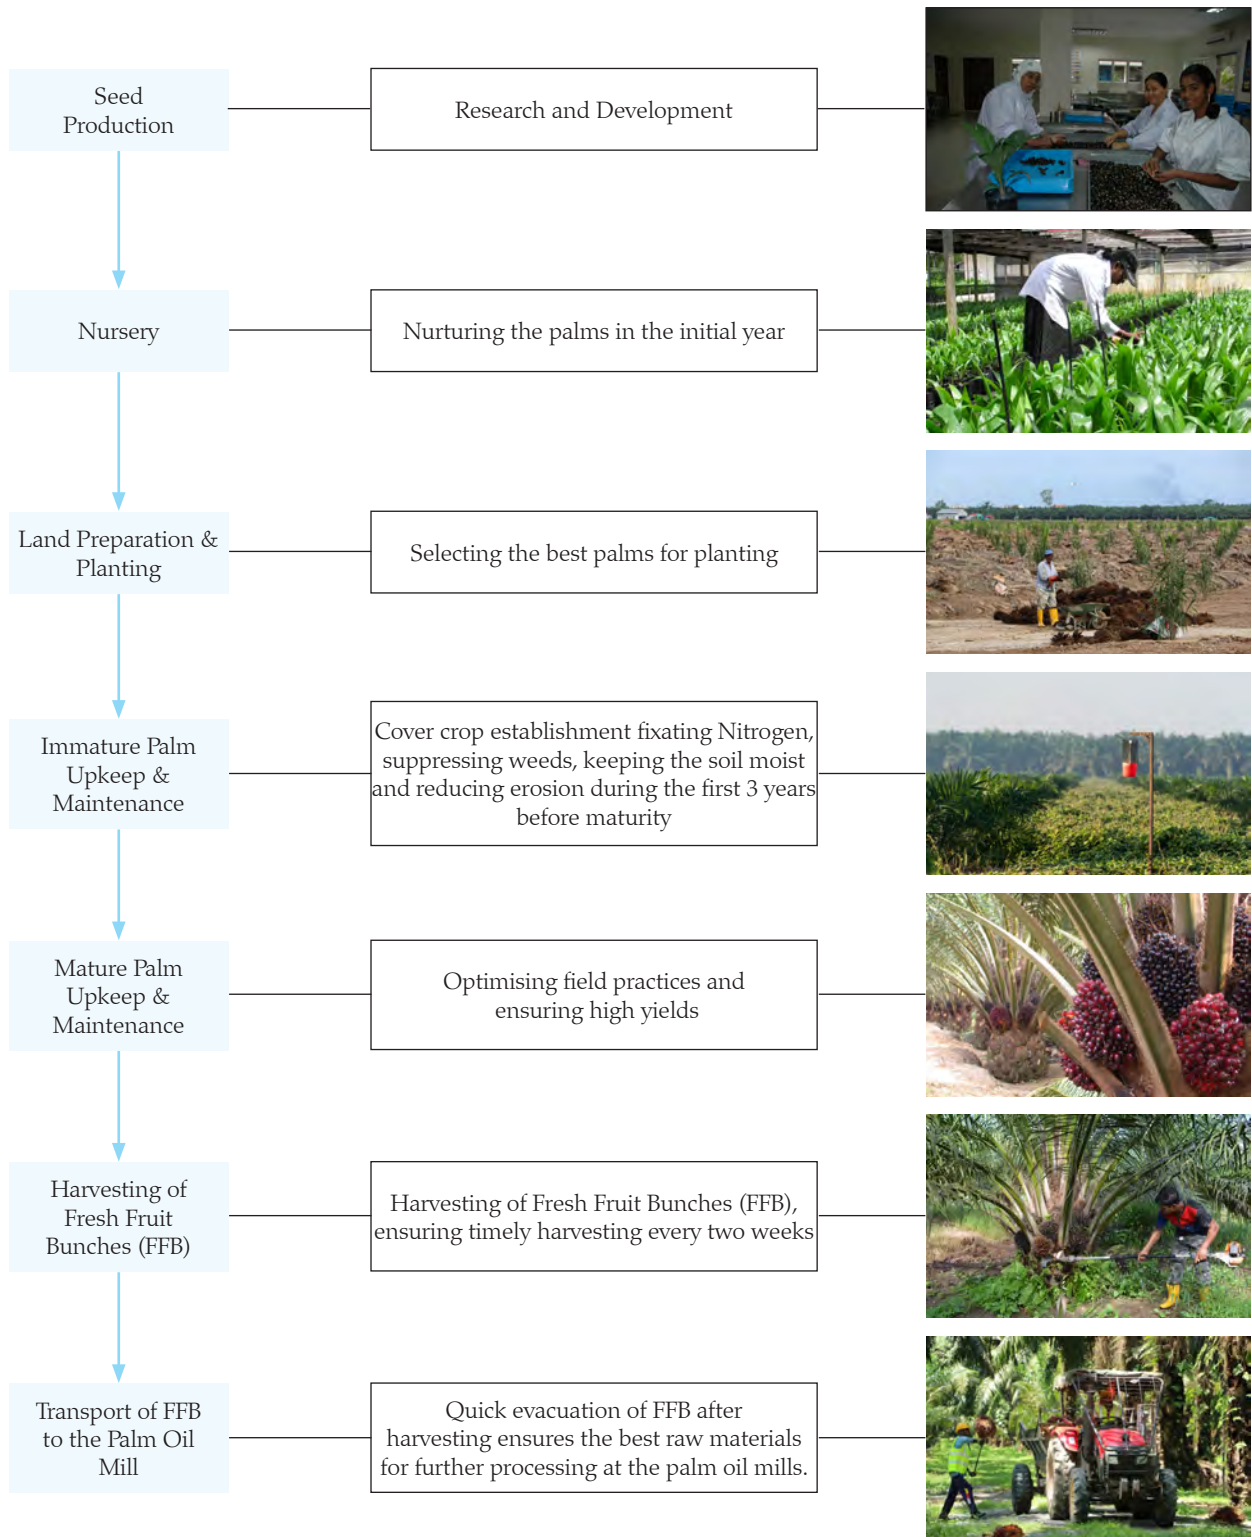 Seed
Production
Research and Development
Nursery
Nurturing the palms in the initial year
Land Preparation &
Planting
Selecting the best palms for planting
Immature Palm
Upkeep &
Maintenance
Cover crop establishment fixating Nitrogen,
suppressing weeds, keeping the soil moist
and reducing erosion during the first 3 years
before maturity
Mature Palm
Upkeep &
Maintenance
Optimising field practices and
ensuring high yields
Harvesting of
Fresh Fruit
Bunches (FFB)
Harvesting of Fresh Fruit Bunches (FFB),
ensuring timely harvesting every two weeks
Transport of FFB
to the Palm Oil
Mill
Quick evacuation of FFB after
harvesting ensures the best raw materials
for further processing at the palm oil mills.